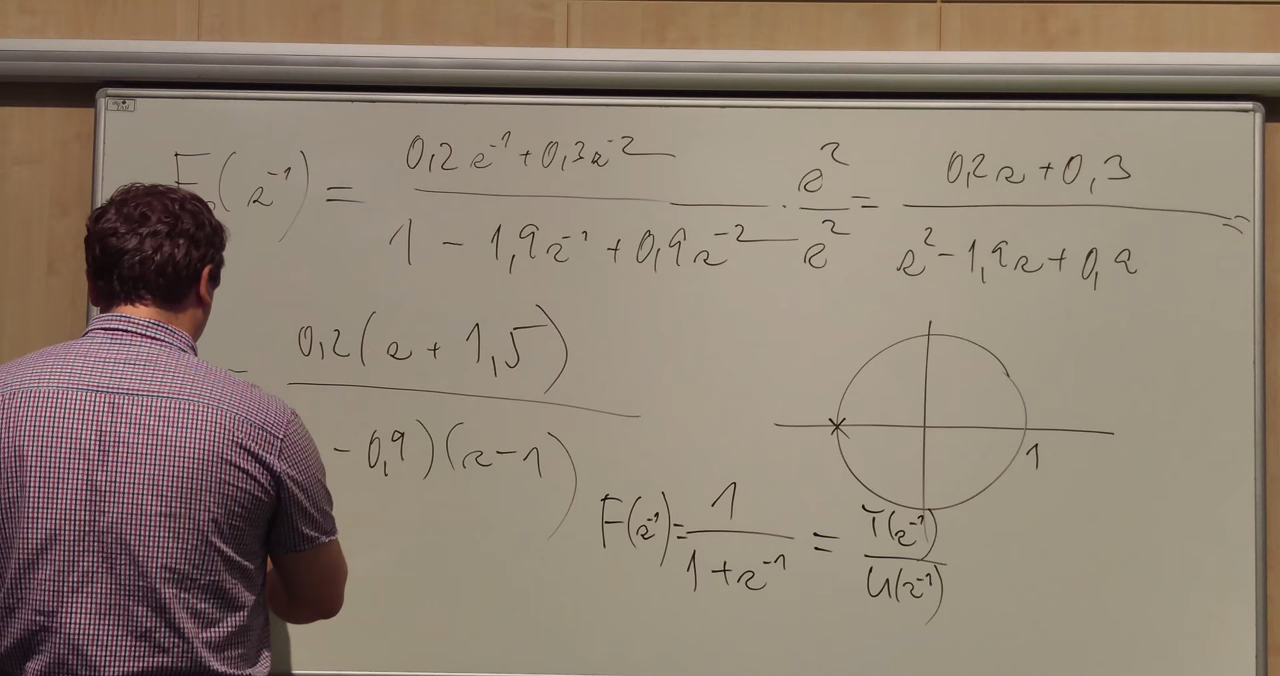 F(z⁻¹) = (0,2z⁻¹ + 0,3z⁻²) / (1 − 1,9z⁻¹ + 0,9z⁻²) · z²/z² = (0,2z + 0,3) / (z² − 1,9z + 0,9) =
= 0,2(z + 1,5) / − 0,9)(z − 1)
1
F(z⁻¹) = 1 / (1 + z⁻¹) = Y(z⁻¹) / U(z⁻¹)